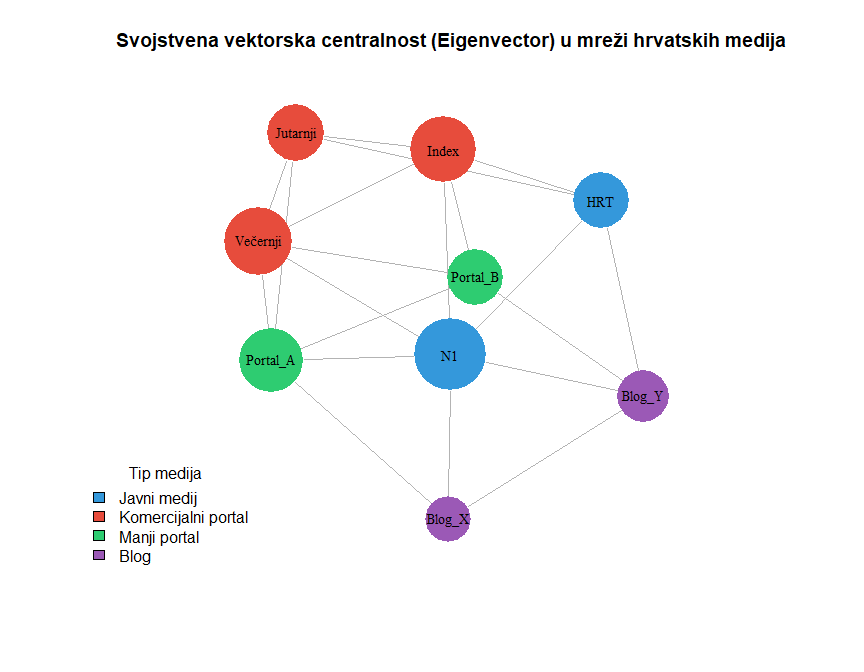 Svojstvena vektorska centralnost (Eigenvector) u mreži hrvatskih medija
Jutarnji
Index
HRT
Večernji
Portal_B
N1
Portal_A
Blog_Y
Blog_X
Tip medija
Javni medij
Komercijalni portal
Manji portal
Blog